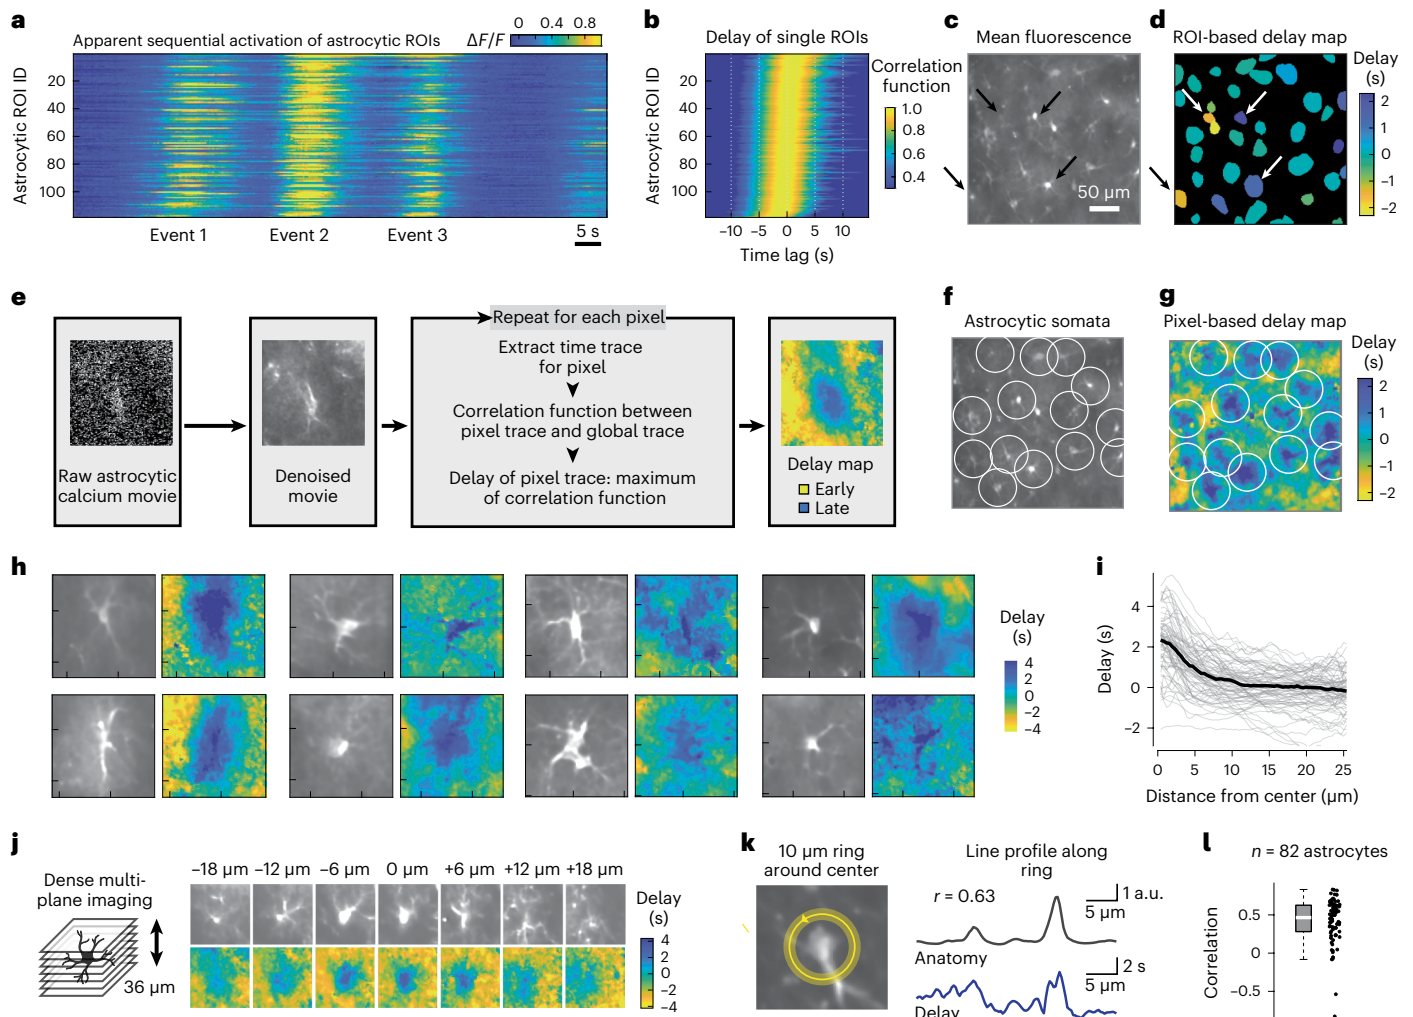 a
Apparent sequential activation of astrocytic ROIs
ΔF/F
0 0.4 0.8
Astrocytic ROI ID
20
40
60
80
100
Event 1 Event 2 Event 3
5 s
b
Delay of single ROIs
Astrocytic ROI ID
20
40
60
80
100
−10 −5 0 5 10
Time lag (s)
Correlation
function
1.0
0.8
0.6
0.4
c
Mean fluorescence
50 µm
d
ROI-based delay map
Delay
(s)
2
1
0
−1
−2
e
Raw astrocytic
calcium movie
Denoised
movie
Repeat for each pixel
Extract time trace
for pixel
Correlation function between
pixel trace and global trace
Delay of pixel trace: maximum
of correlation function
Delay map
Early
Late
f
Astrocytic somata
g
Pixel-based delay map
Delay
(s)
2
1
0
−1
−2
h
Delay
(s)
4
2
0
−2
−4
i
Delay (s)
4
2
0
−2
0 5 10 15 20 25
Distance from center (µm)
j
Dense multi-
plane imaging
36 µm
−18 µm −12 µm −6 µm 0 µm +6 µm +12 µm +18 µm
Delay
(s)
4
2
0
−2
−4
k
10 µm ring
around center
Line profile along
ring
r = 0.63
1 a.u.
5 µm
Anatomy
2 s
5 µm
Delay
l
n = 82 astrocytes
Correlation
0.5
0
−0.5